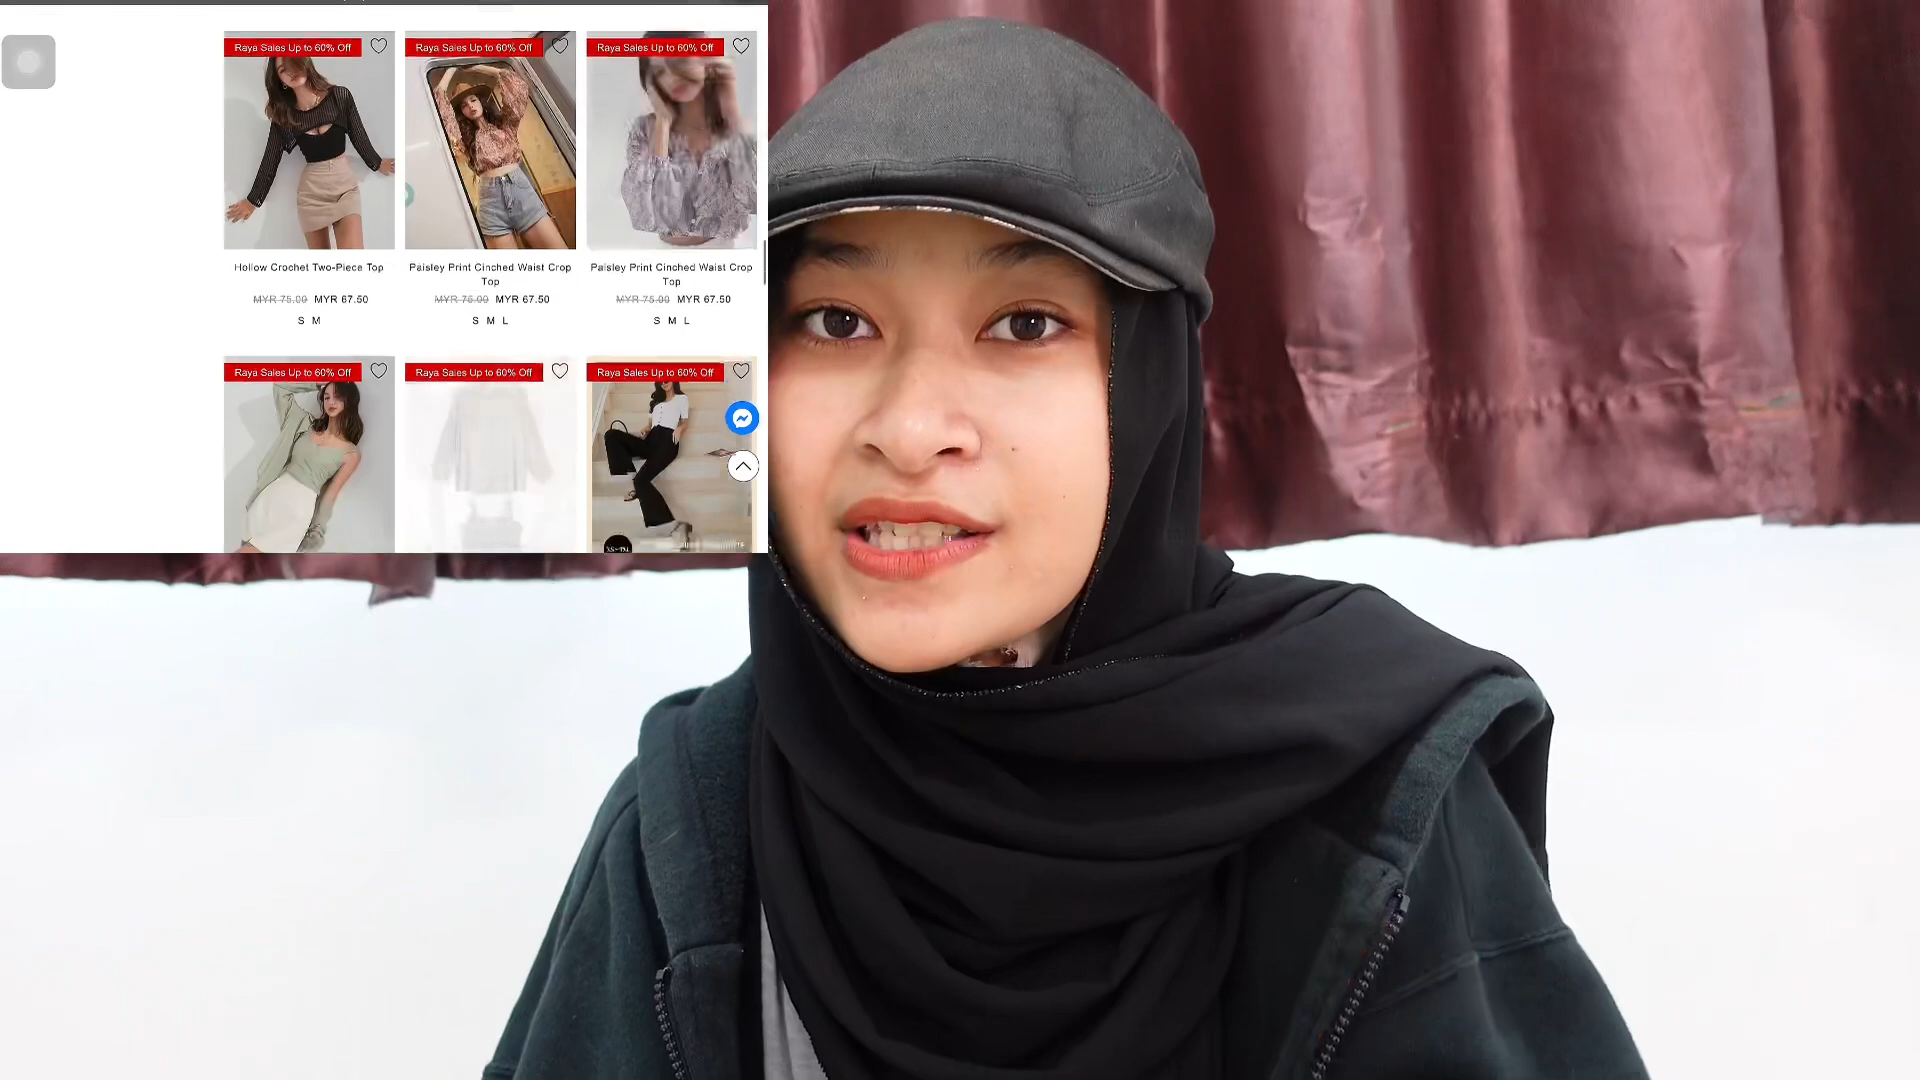 Raya Sales Up to 60% Off
Raya Sales Up to 60% Off
Raya Sales Up to 60% Off
Hollow Crochet Two-Piece Top
MYR 75.00 MYR 67.50
S M
Paisley Print Cinched Waist Crop
Top
MYR 75.00 MYR 67.50
S M L
Paisley Print Cinched Waist Crop
Top
MYR 75.00 MYR 67.50
S M L
Raya Sales Up to 60% Off
Raya Sales Up to 60% Off
Raya Sales Up to 60% Off